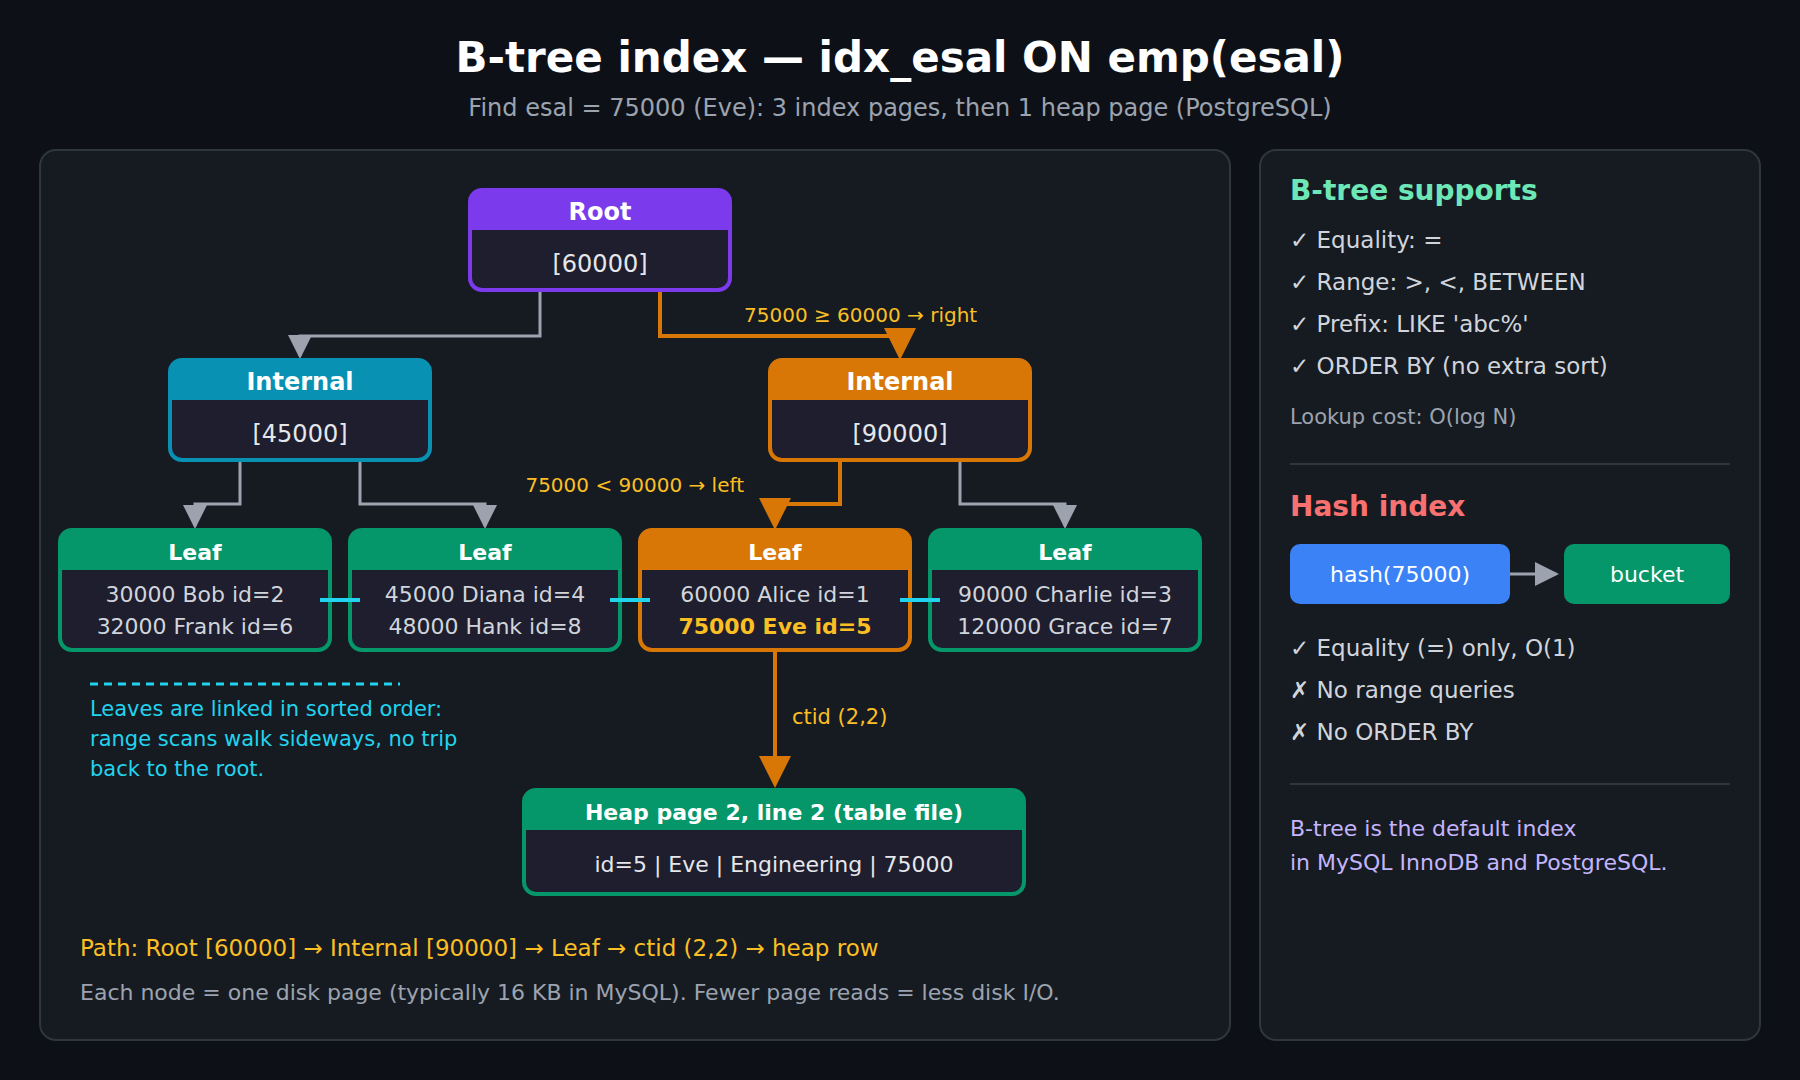 B-tree index — idx_esal ON emp(esal)
Find esal = 75000 (Eve): 3 index pages, then 1 heap page (PostgreSQL)
Root
[60000]
75000 ≥ 60000 → right
Internal
[45000]
Internal
[90000]
75000 < 90000 → left
Leaf
30000 Bob id=2
32000 Frank id=6
Leaf
45000 Diana id=4
48000 Hank id=8
Leaf
60000 Alice id=1
75000 Eve id=5
Leaf
90000 Charlie id=3
120000 Grace id=7
Leaves are linked in sorted order:
range scans walk sideways, no trip
back to the root.
ctid (2,2)
Heap page 2, line 2 (table file)
id=5 | Eve | Engineering | 75000
Path: Root [60000] → Internal [90000] → Leaf → ctid (2,2) → heap row
Each node = one disk page (typically 16 KB in MySQL). Fewer page reads = less disk I/O.
B-tree supports
✓ Equality: =
✓ Range: >, <, BETWEEN
✓ Prefix: LIKE 'abc%'
✓ ORDER BY (no extra sort)
Lookup cost: O(log N)
Hash index
hash(75000)
bucket
✓ Equality (=) only, O(1)
✗ No range queries
✗ No ORDER BY
B-tree is the default index
in MySQL InnoDB and PostgreSQL.